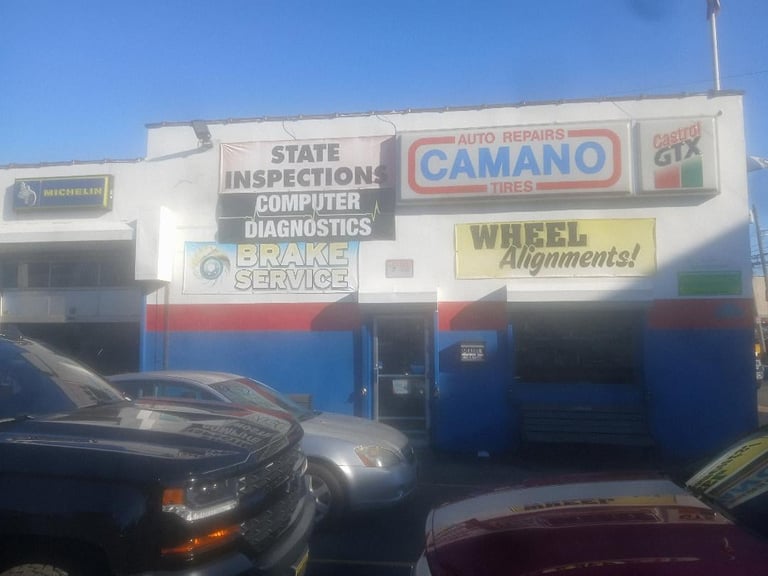 MICHELIN
STATE
INSPECTIONS
COMPUTER
DIAGNOSTICS
BRAKE
SERVICE
AUTO REPAIRS
CAMANO
TIRES
Castrol
GTX
WHEEL
Alignments!